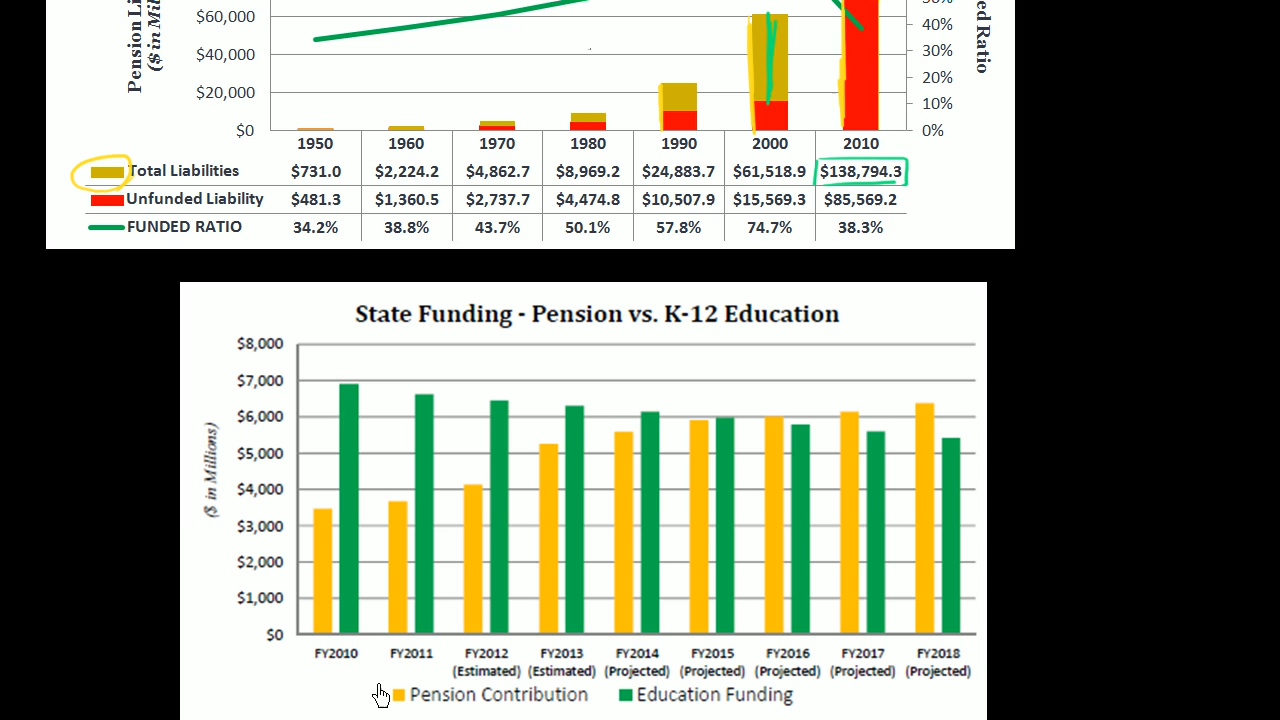 Pension Li
($ in Mil
$60,000
$40,000
$20,000
$0
40%
30%
20%
10%
0%
ed Ratio
1950 1960 1970 1980 1990 2000 2010
Total Liabilities $731.0 $2,224.2 $4,862.7 $8,969.2 $24,883.7 $61,518.9 $138,794.3
Unfunded Liability $481.3 $1,360.5 $2,737.7 $4,474.8 $10,507.9 $15,569.3 $85,569.2
FUNDED RATIO 34.2% 38.8% 43.7% 50.1% 57.8% 74.7% 38.3%
State Funding - Pension vs. K-12 Education
($ in Millions)
$8,000
$7,000
$6,000
$5,000
$4,000
$3,000
$2,000
$1,000
$0
FY2010 FY2011 FY2012 FY2013 FY2014 FY2015 FY2016 FY2017 FY2018
(Estimated) (Estimated) (Projected) (Projected) (Projected) (Projected) (Projected)
Pension Contribution Education Funding